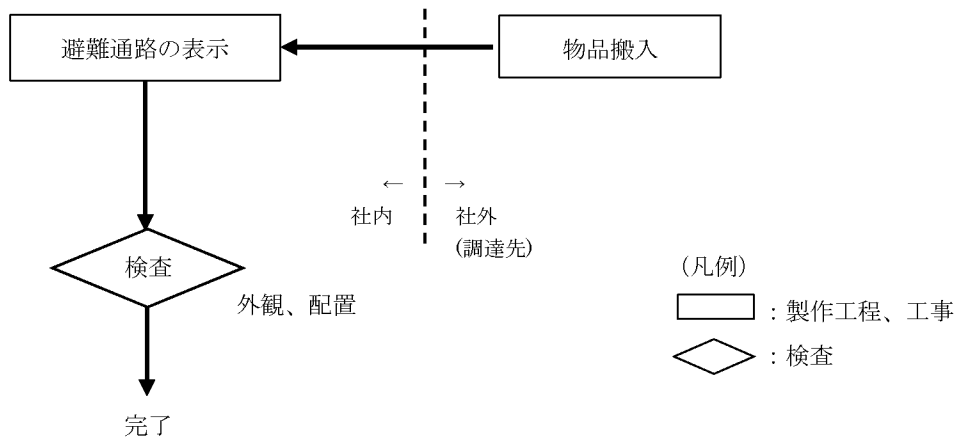 避難通路の表示
物品搬入
← →
社内 社外
(調達先)
検査
外観、配置
完了
（凡例）
：製作工程、工事
：検査